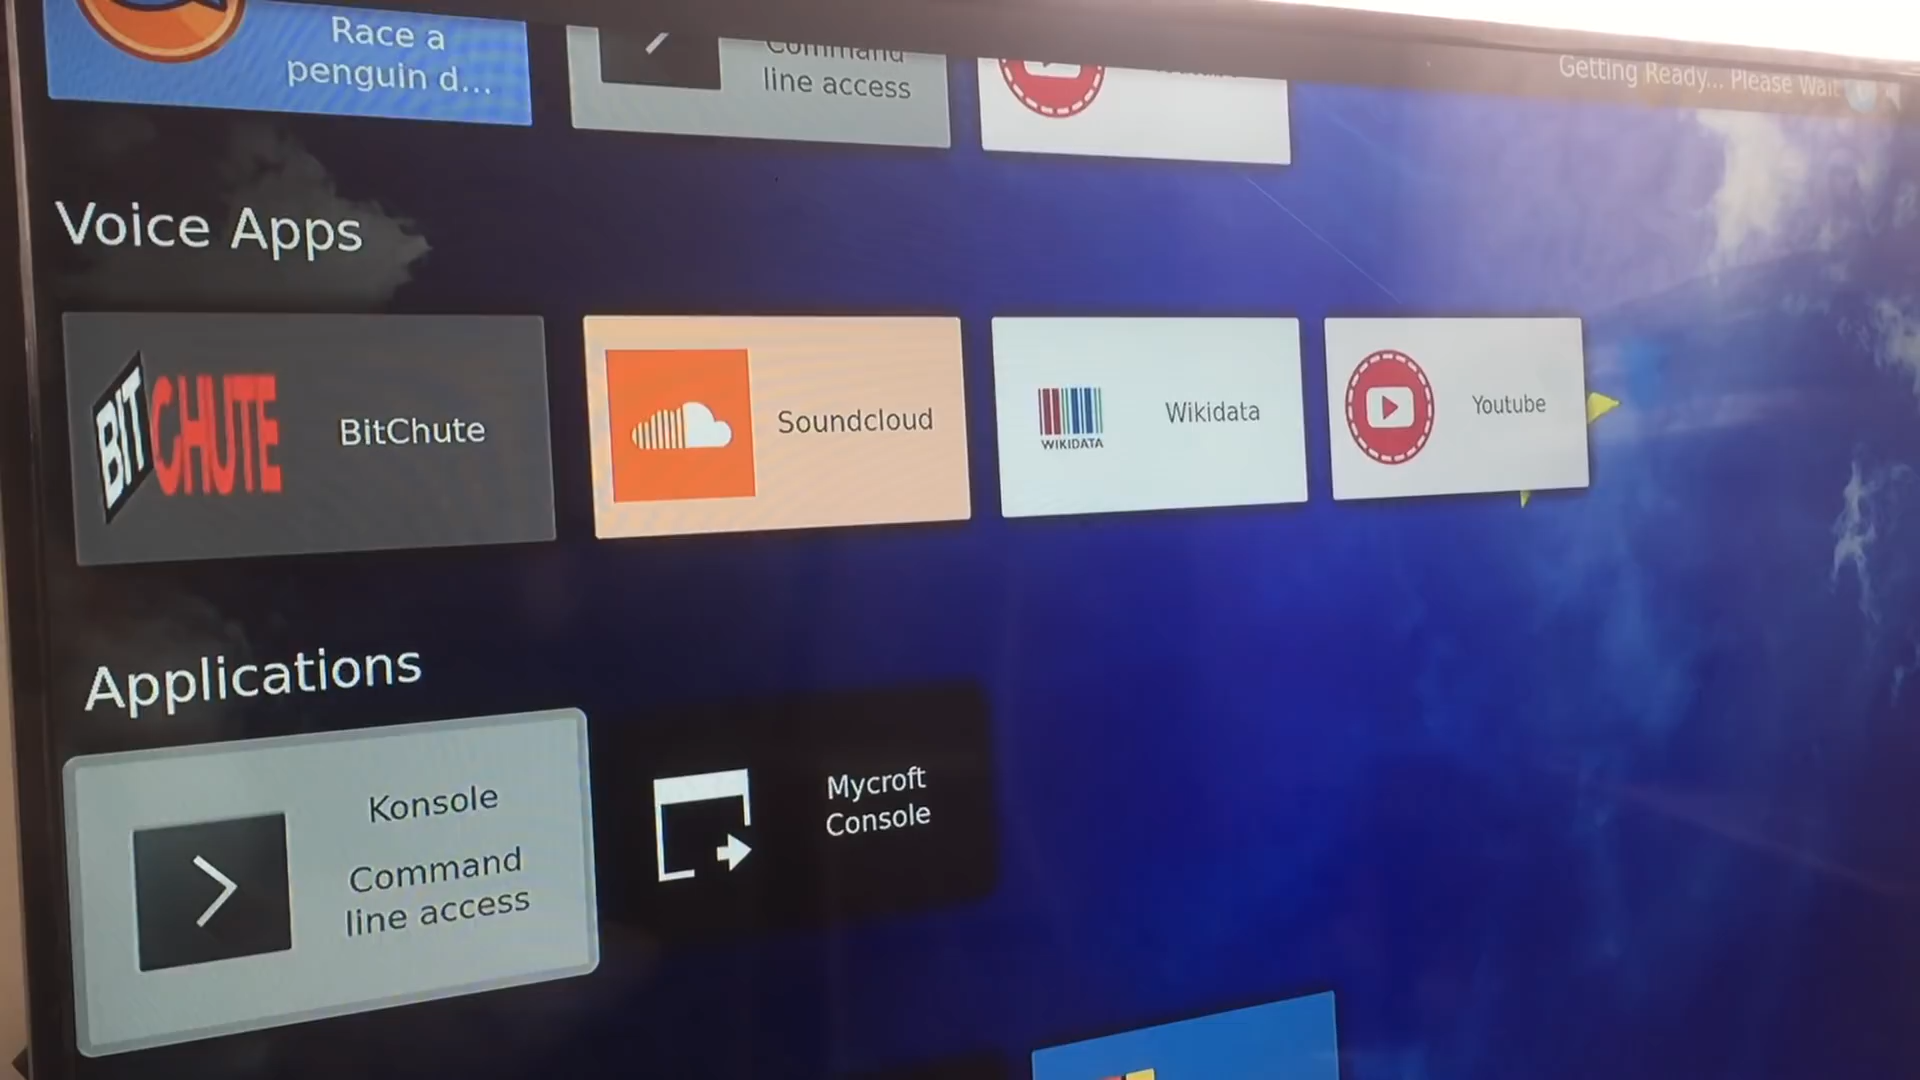 Race a
penguin d...
Command
line access
Getting Ready... Please Wait
Voice Apps
BIT
CHUTE
BitChute
Soundcloud
WIKIDATA
Wikidata
Youtube
Applications
Konsole
Command
line access
Mycroft
Console